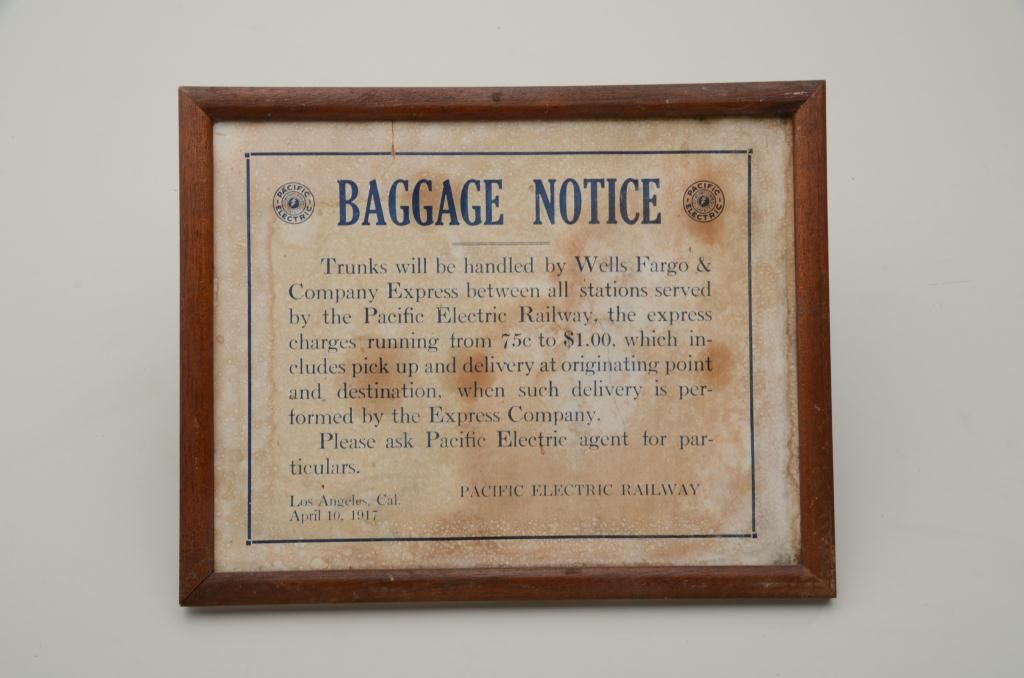 BAGGAGE NOTICE
PACIFIC ELECTRIC
PACIFIC ELECTRIC
Trunks will be handled by Wells Fargo &
Company Express between all stations served
by the Pacific Electric Railway, the express
charges running from 75c to $1.00, which in-
cludes pick up and delivery at originating point
and destination, when such delivery is per-
formed by the Express Company.
Please ask Pacific Electric agent for par-
ticulars.
PACIFIC ELECTRIC RAILWAY
Los Angeles, Cal.
April 10, 1917